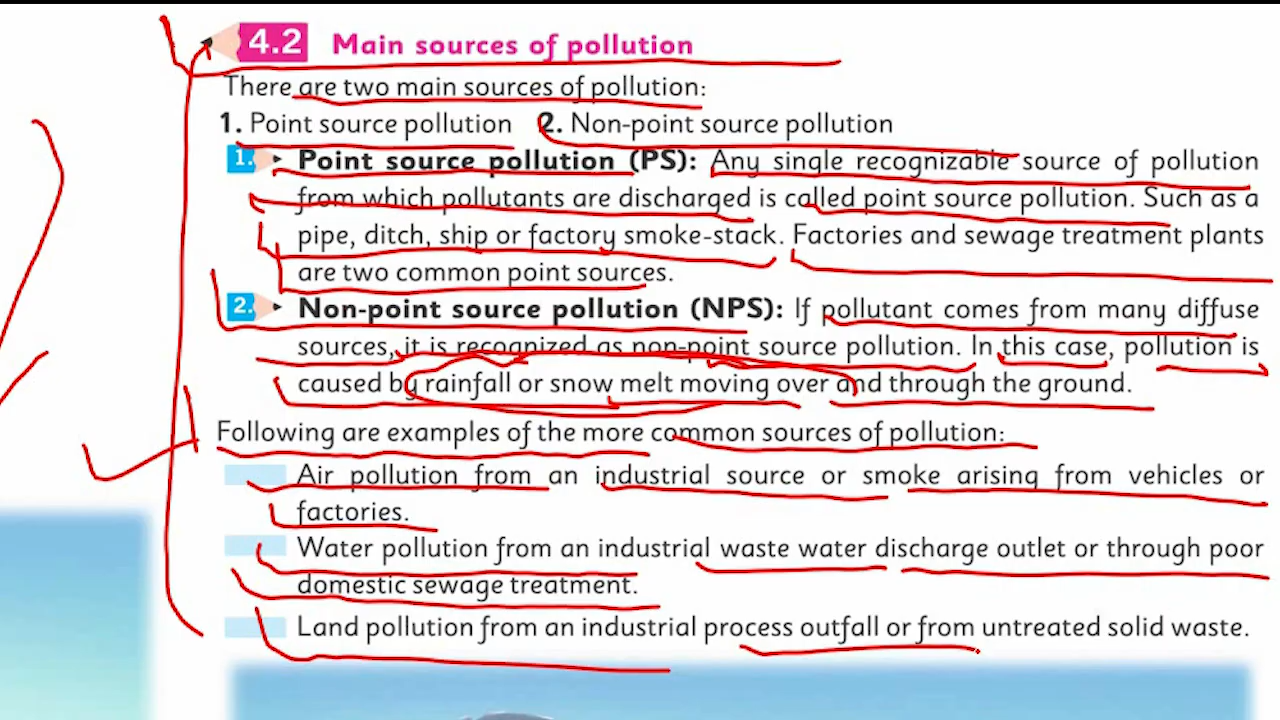 4.2 Main sources of pollution
There are two main sources of pollution:
1. Point source pollution 2. Non-point source pollution
1. Point source pollution (PS): Any single recognizable source of pollution
from which pollutants are discharged is called point source pollution. Such as a
pipe, ditch, ship or factory smoke-stack. Factories and sewage treatment plants
are two common point sources.
2. Non-point source pollution (NPS): If pollutant comes from many diffuse
sources, it is recognized as non-point source pollution. In this case, pollution is
caused by rainfall or snow melt moving over and through the ground.
Following are examples of the more common sources of pollution:
Air pollution from an industrial source or smoke arising from vehicles or
factories.
Water pollution from an industrial waste water discharge outlet or through poor
domestic sewage treatment.
Land pollution from an industrial process outfall or from untreated solid waste.